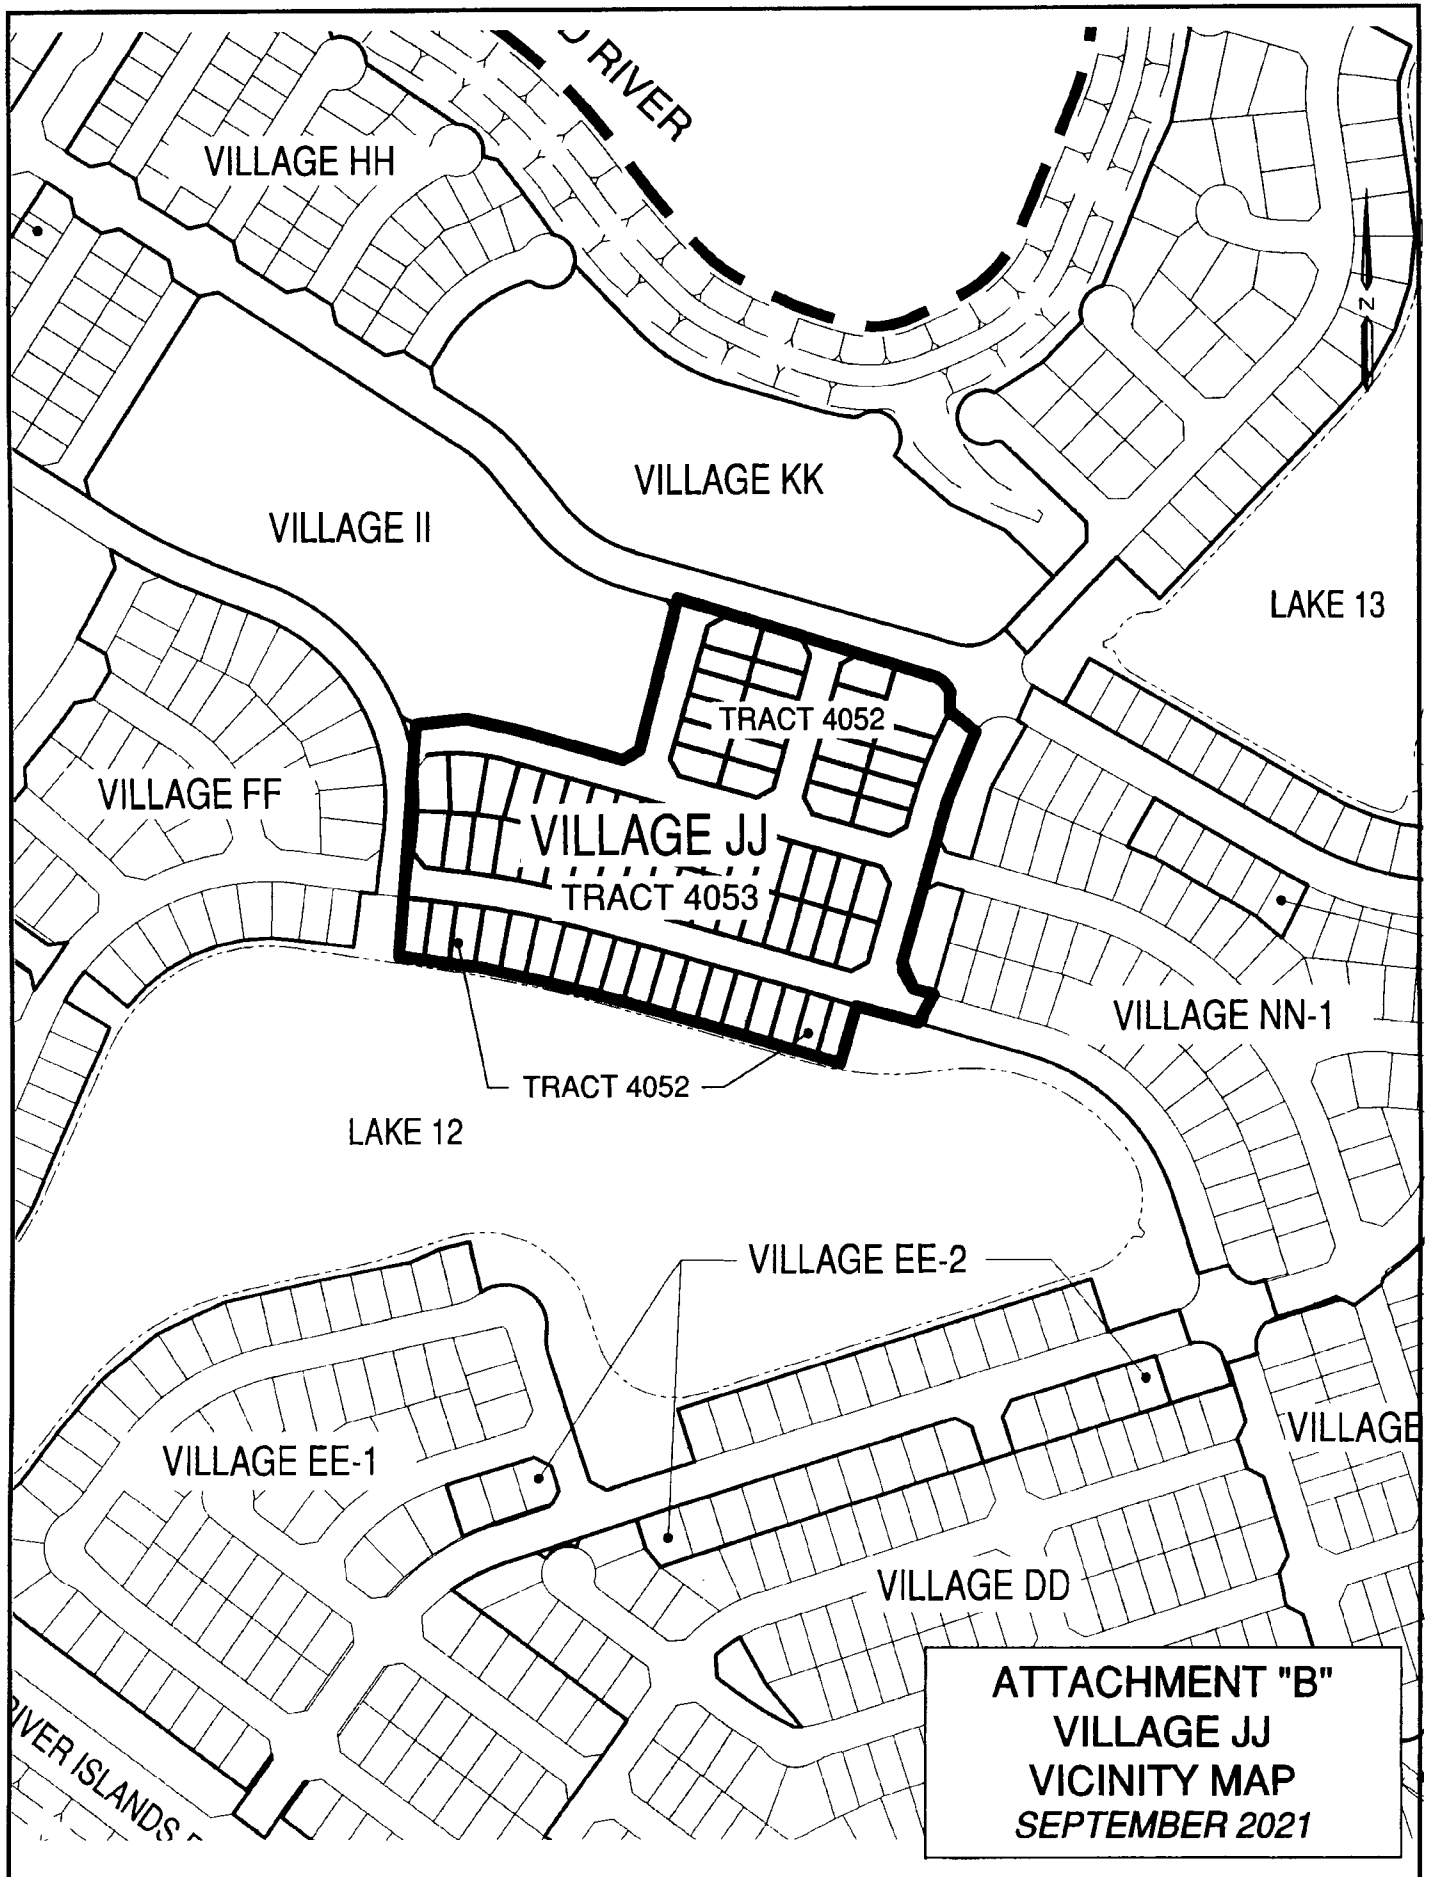 RIVER
VILLAGE HH
N
VILLAGE KK
VILLAGE II
LAKE 13
TRACT 4052
VILLAGE FF
VILLAGE JJ
TRACT 4053
VILLAGE NN-1
TRACT 4052
LAKE 12
VILLAGE EE-2
VILLAGE
VILLAGE EE-1
VILLAGE DD
RIVER ISLANDS
ATTACHMENT "B"
VILLAGE JJ
VICINITY MAP
SEPTEMBER 2021